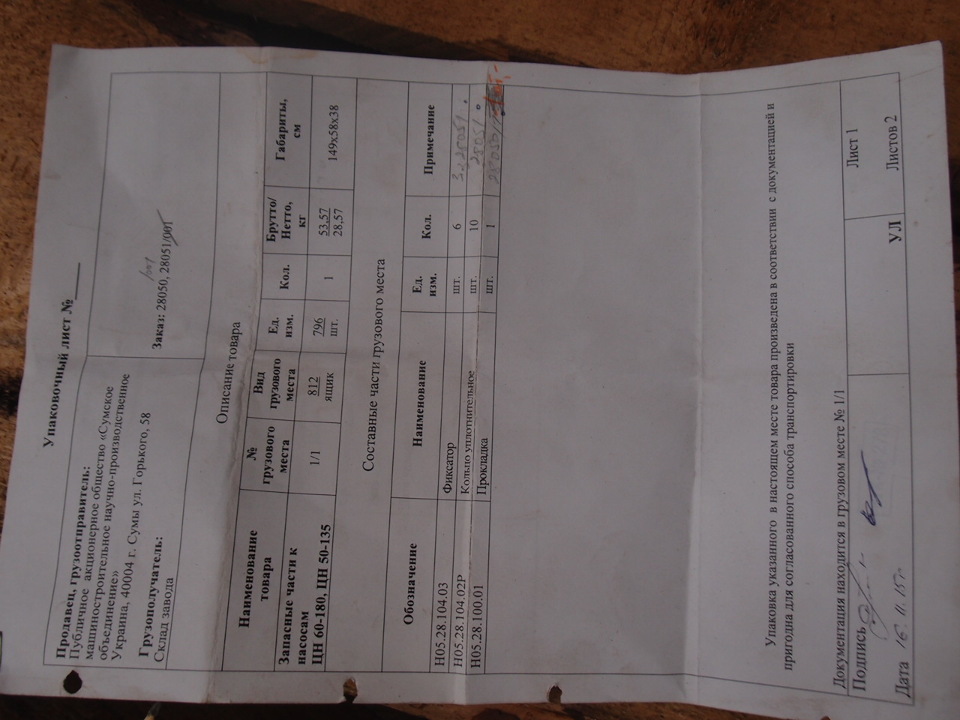 Упаковочный лист №
Продавец, грузоотправитель:
Публичное акционерное общество «Сумское
машиностроительное научно-производственное
объединение»
Украина, 40004 г. Сумы ул. Горького, 58
Грузополучатель:
Склад завода
/001
Заказ: 28050, 28051/001
Описание товара
Наименование товара № грузового места Вид грузового места Ед. изм. Кол. Брутто/ Нетто, кг Габариты, см
Запасные части к насосам ЦН 60-180, ЦН 50-135 1/1 812 ящик 796 шт. 1 53,57 28,57 149х58х38
Составные части грузового места
Обозначение Наименование Ед. изм. Кол. Примечание
Н05.28.104.03 Фиксатор шт. 6
Н05.28.104.02Р Кольцо уплотнительное шт. 10 28051
Н05.28.100.01 Прокладка шт. 1
Упаковка указанного в настоящем месте товара произведена в соответствии с документацией и
пригодна для согласованного способа транспортировки
Документация находится в грузовом месте № 1/1
Подпись Лист 1
Дата 16.11.15г. УЛ Листов 2